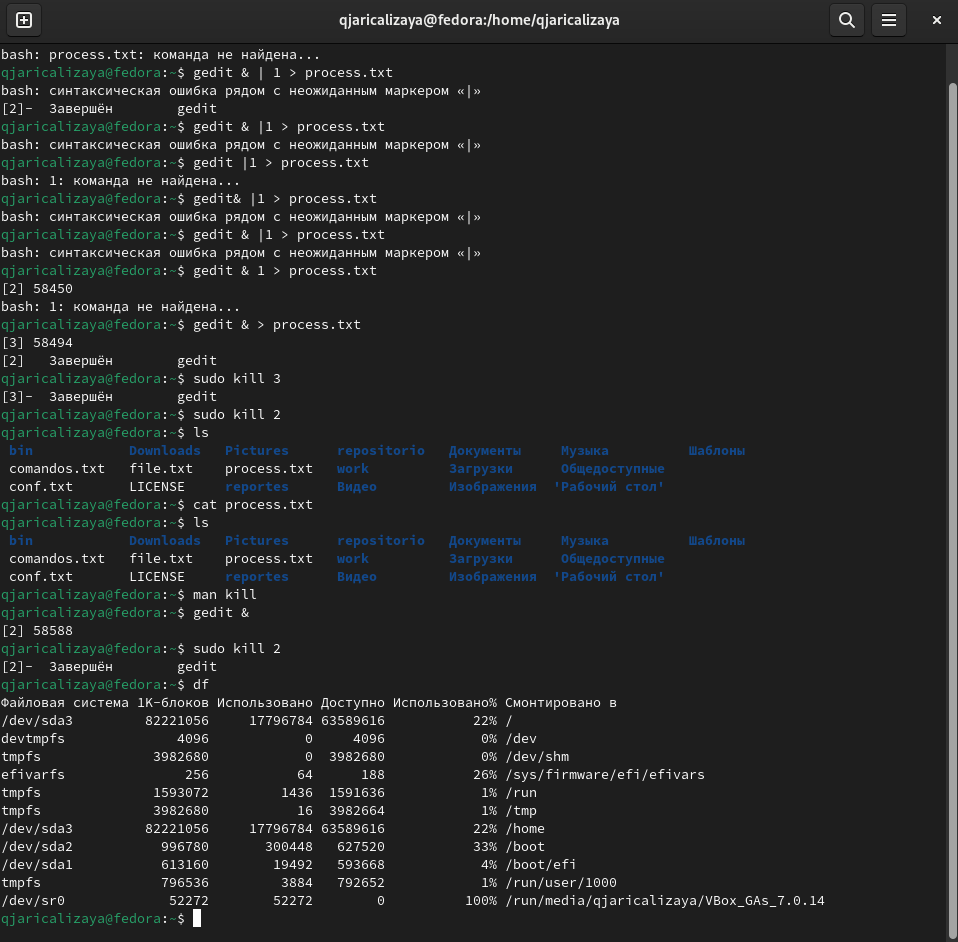 qjaricalizaya@fedora:/home/qjaricalizaya
bash: process.txt: команда не найдена...
qjaricalizaya@fedora:~$ gedit & | 1 > process.txt
bash: синтаксическая ошибка рядом с неожиданным маркером «|»
[2]-  Завершён        gedit
qjaricalizaya@fedora:~$ gedit & |1 > process.txt
bash: синтаксическая ошибка рядом с неожиданным маркером «|»
qjaricalizaya@fedora:~$ gedit |1 > process.txt
bash: 1: команда не найдена...
qjaricalizaya@fedora:~$ gedit& |1 > process.txt
bash: синтаксическая ошибка рядом с неожиданным маркером «|»
qjaricalizaya@fedora:~$ gedit & |1 > process.txt
bash: синтаксическая ошибка рядом с неожиданным маркером «|»
qjaricalizaya@fedora:~$ gedit & 1 > process.txt
[2] 58450
bash: 1: команда не найдена...
qjaricalizaya@fedora:~$ gedit & > process.txt
[3] 58494
[2]   Завершён        gedit
qjaricalizaya@fedora:~$ sudo kill 3
[3]-  Завершён        gedit
qjaricalizaya@fedora:~$ sudo kill 2
qjaricalizaya@fedora:~$ ls
bin            Downloads   Pictures      repositorio   Документы     Музыка          Шаблоны
comandos.txt   file.txt    process.txt   work          Загрузки      Общедоступные
conf.txt       LICENSE     reportes      Видео         Изображения  'Рабочий стол'
qjaricalizaya@fedora:~$ cat process.txt
qjaricalizaya@fedora:~$ ls
bin            Downloads   Pictures      repositorio   Документы     Музыка          Шаблоны
comandos.txt   file.txt    process.txt   work          Загрузки      Общедоступные
conf.txt       LICENSE     reportes      Видео         Изображения  'Рабочий стол'
qjaricalizaya@fedora:~$ man kill
qjaricalizaya@fedora:~$ gedit &
[2] 58588
qjaricalizaya@fedora:~$ sudo kill 2
[2]-  Завершён        gedit
qjaricalizaya@fedora:~$ df
Файловая система 1K-блоков Использовано Доступно Использовано% Смонтировано в
/dev/sda3         82221056     17796784 63589616           22% /
devtmpfs              4096            0     4096            0% /dev
tmpfs              3982680            0  3982680            0% /dev/shm
efivarfs               256           64      188           26% /sys/firmware/efi/efivars
tmpfs              1593072         1436  1591636            1% /run
tmpfs              3982680           16  3982664            1% /tmp
/dev/sda3         82221056     17796784 63589616           22% /home
/dev/sda2           996780       300448   627520           33% /boot
/dev/sda1           613160        19492   593668            4% /boot/efi
tmpfs               796536         3884   792652            1% /run/user/1000
/dev/sr0             52272        52272        0          100% /run/media/qjaricalizaya/VBox_GAs_7.0.14
qjaricalizaya@fedora:~$